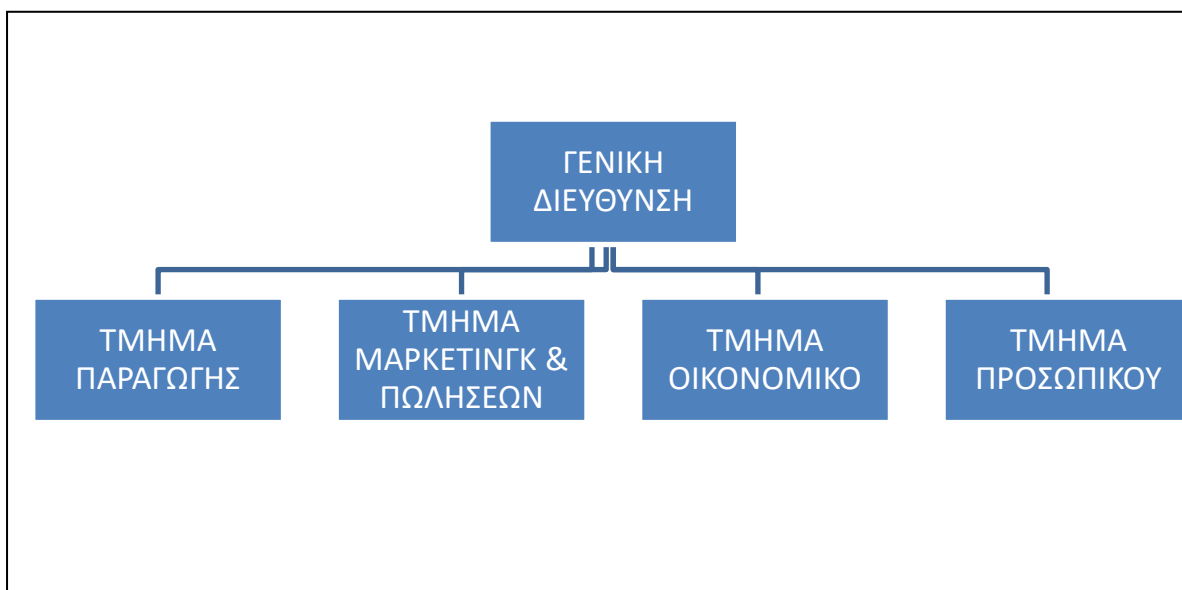 ΓΕΝΙΚΗ
ΔΙΕΥΘΥΝΣΗ
ΤΜΗΜΑ
ΠΑΡΑΓΩΓΗΣ
ΤΜΗΜΑ
ΜΑΡΚΕΤΙΝΓΚ &
ΠΩΛΗΣΕΩΝ
ΤΜΗΜΑ
ΟΙΚΟΝΟΜΙΚΟ
ΤΜΗΜΑ
ΠΡΟΣΩΠΙΚΟΥ